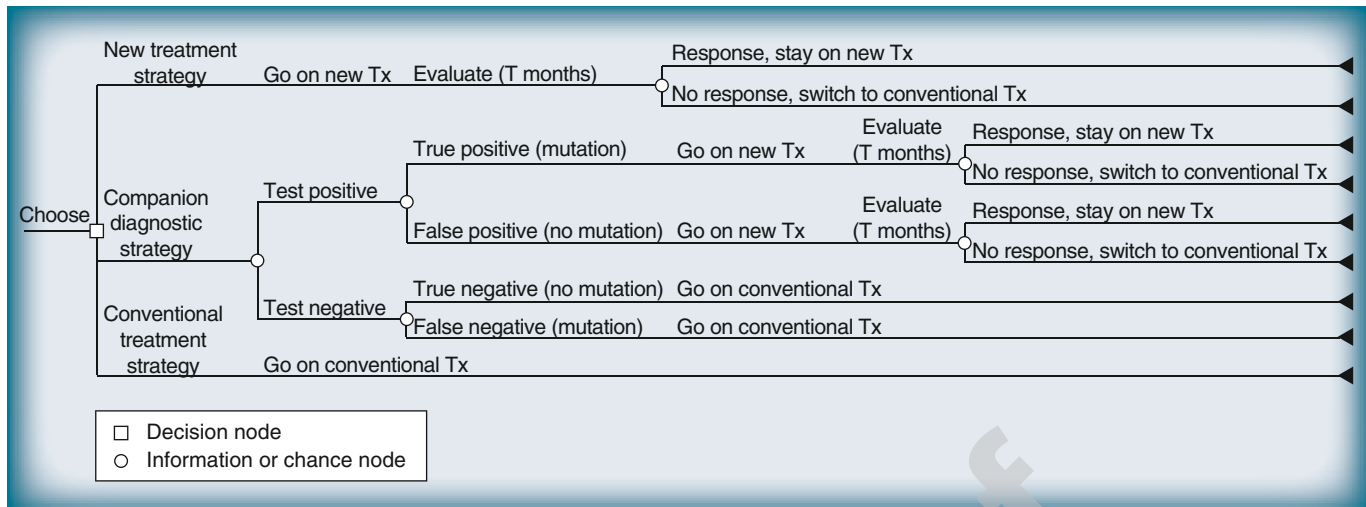 New treatment
strategy
Go on new Tx
Evaluate (T months)
Response, stay on new Tx
No response, switch to conventional Tx
Choose
Companion
diagnostic
strategy
Test positive
True positive (mutation)
Go on new Tx
Evaluate
(T months)
Response, stay on new Tx
No response, switch to conventional Tx
False positive (no mutation)
Go on new Tx
Evaluate
(T months)
Response, stay on new Tx
No response, switch to conventional Tx
Test negative
True negative (no mutation)
Go on conventional Tx
False negative (mutation)
Go on conventional Tx
Conventional
treatment
strategy
Go on conventional Tx
Decision node
Information or chance node